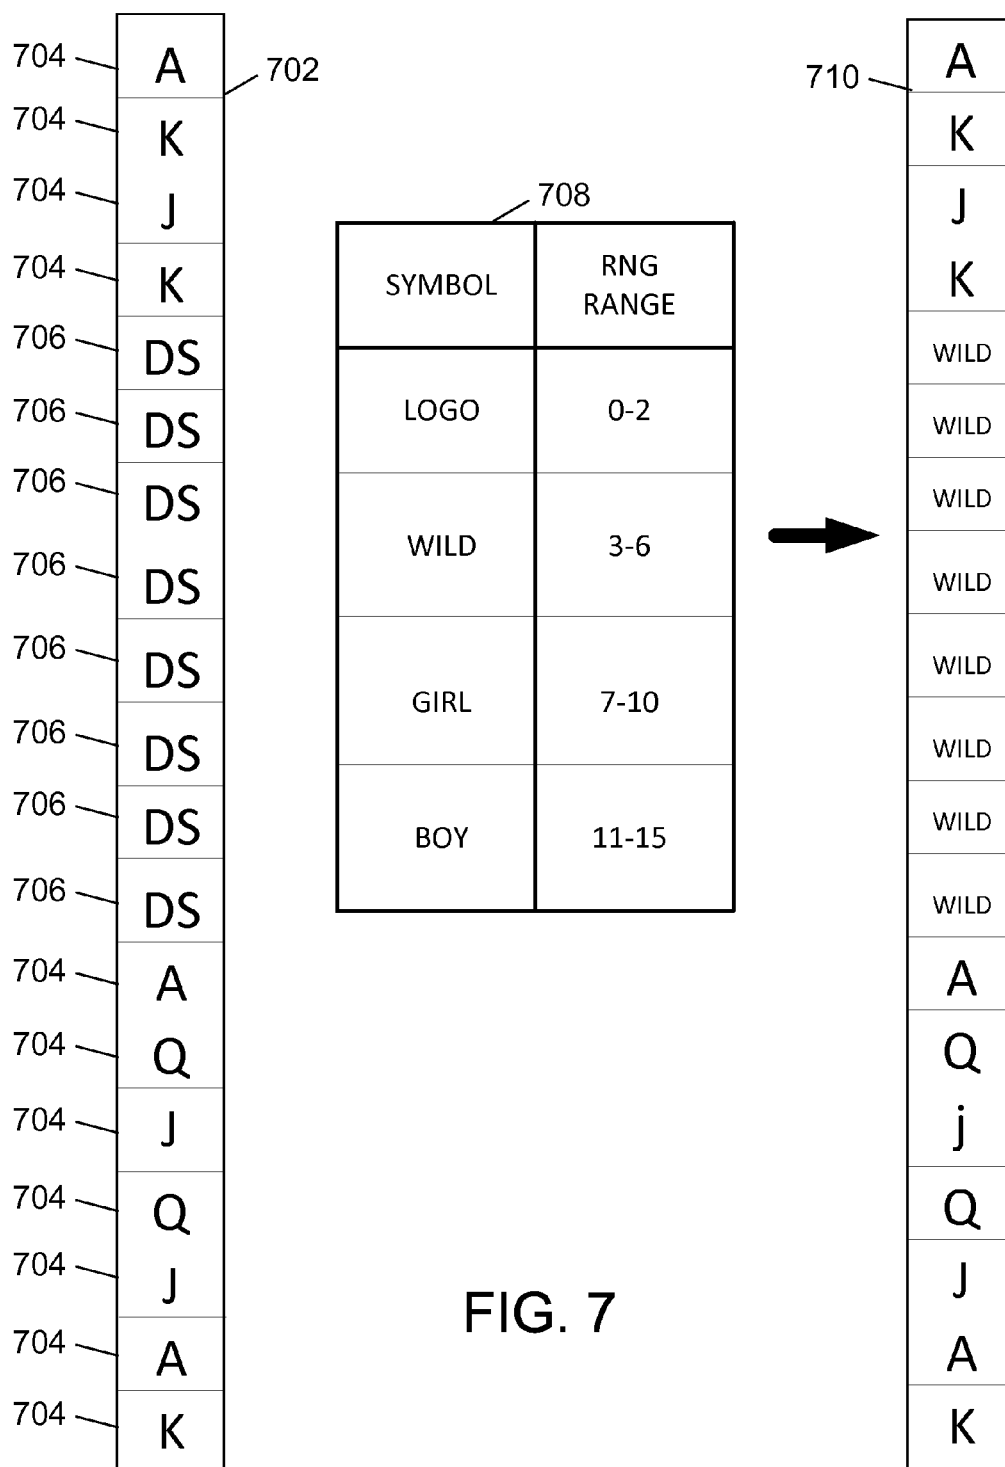 704 A 702
704 K
704 J
704 K
706 DS
706 DS
706 DS
706 DS
706 DS
706 DS
706 DS
706 DS
704 A
704 Q
704 J
704 Q
704 J
704 A
704 K
708
SYMBOL RNG RANGE
LOGO 0-2
WILD 3-6
GIRL 7-10
BOY 11-15
710
A
K
J
K
WILD
WILD
WILD
WILD
WILD
WILD
WILD
WILD
A
Q
j
Q
J
A
K
FIG. 7